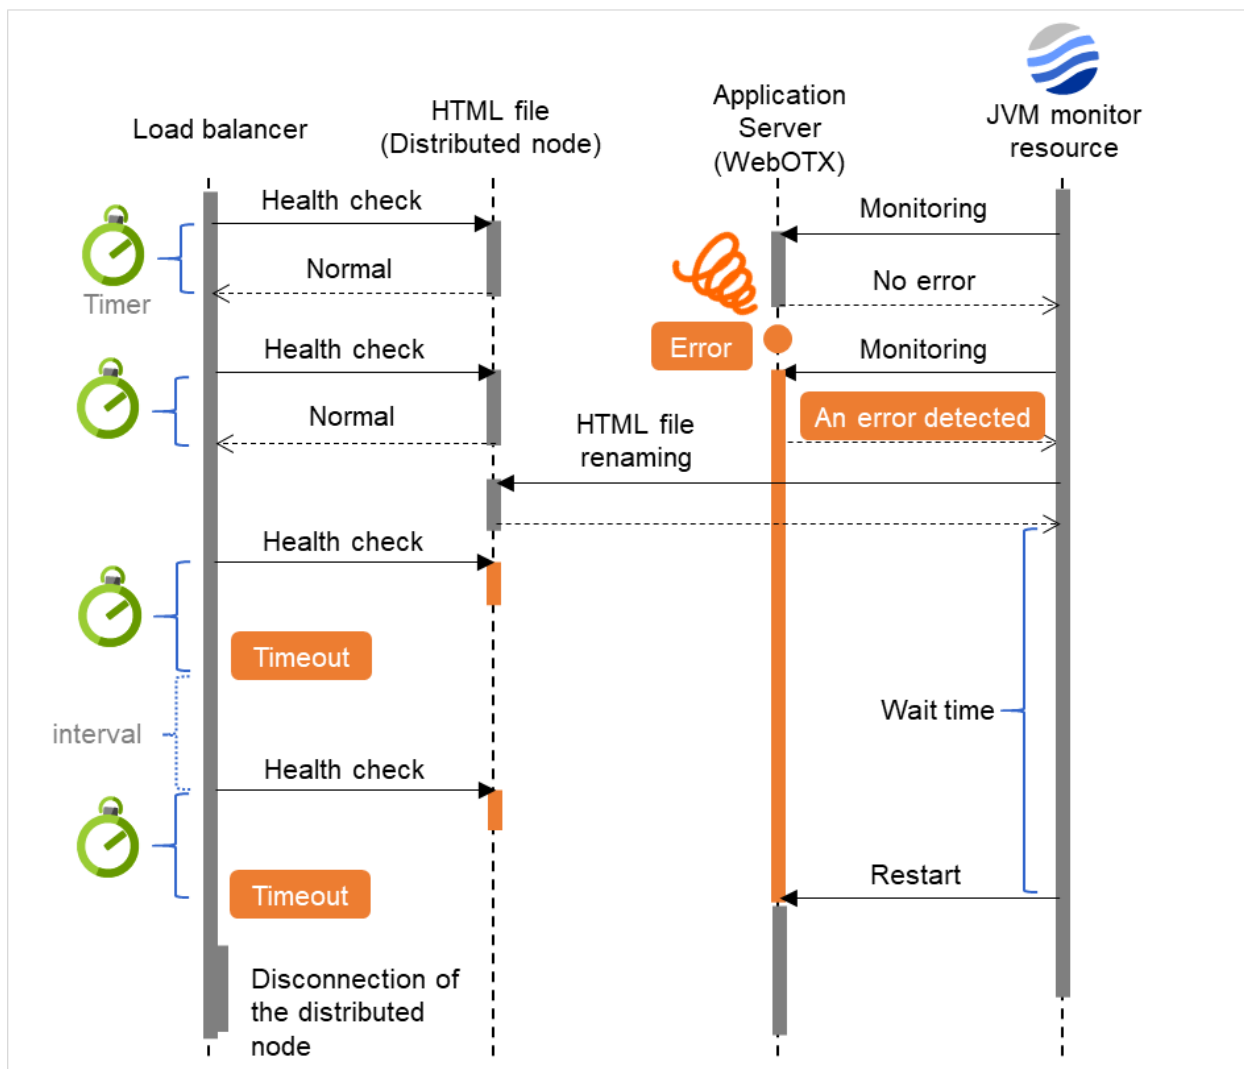 Load balancer
HTML file
(Distributed node)
Application
Server
(WebOTX)
JVM monitor
resource
Health check
Monitoring
Normal
No error
Timer
Error
Health check
Monitoring
Normal
An error detected
HTML file
renaming
Health check
Timeout
interval
Wait time
Health check
Timeout
Restart
Disconnection of
the distributed
node